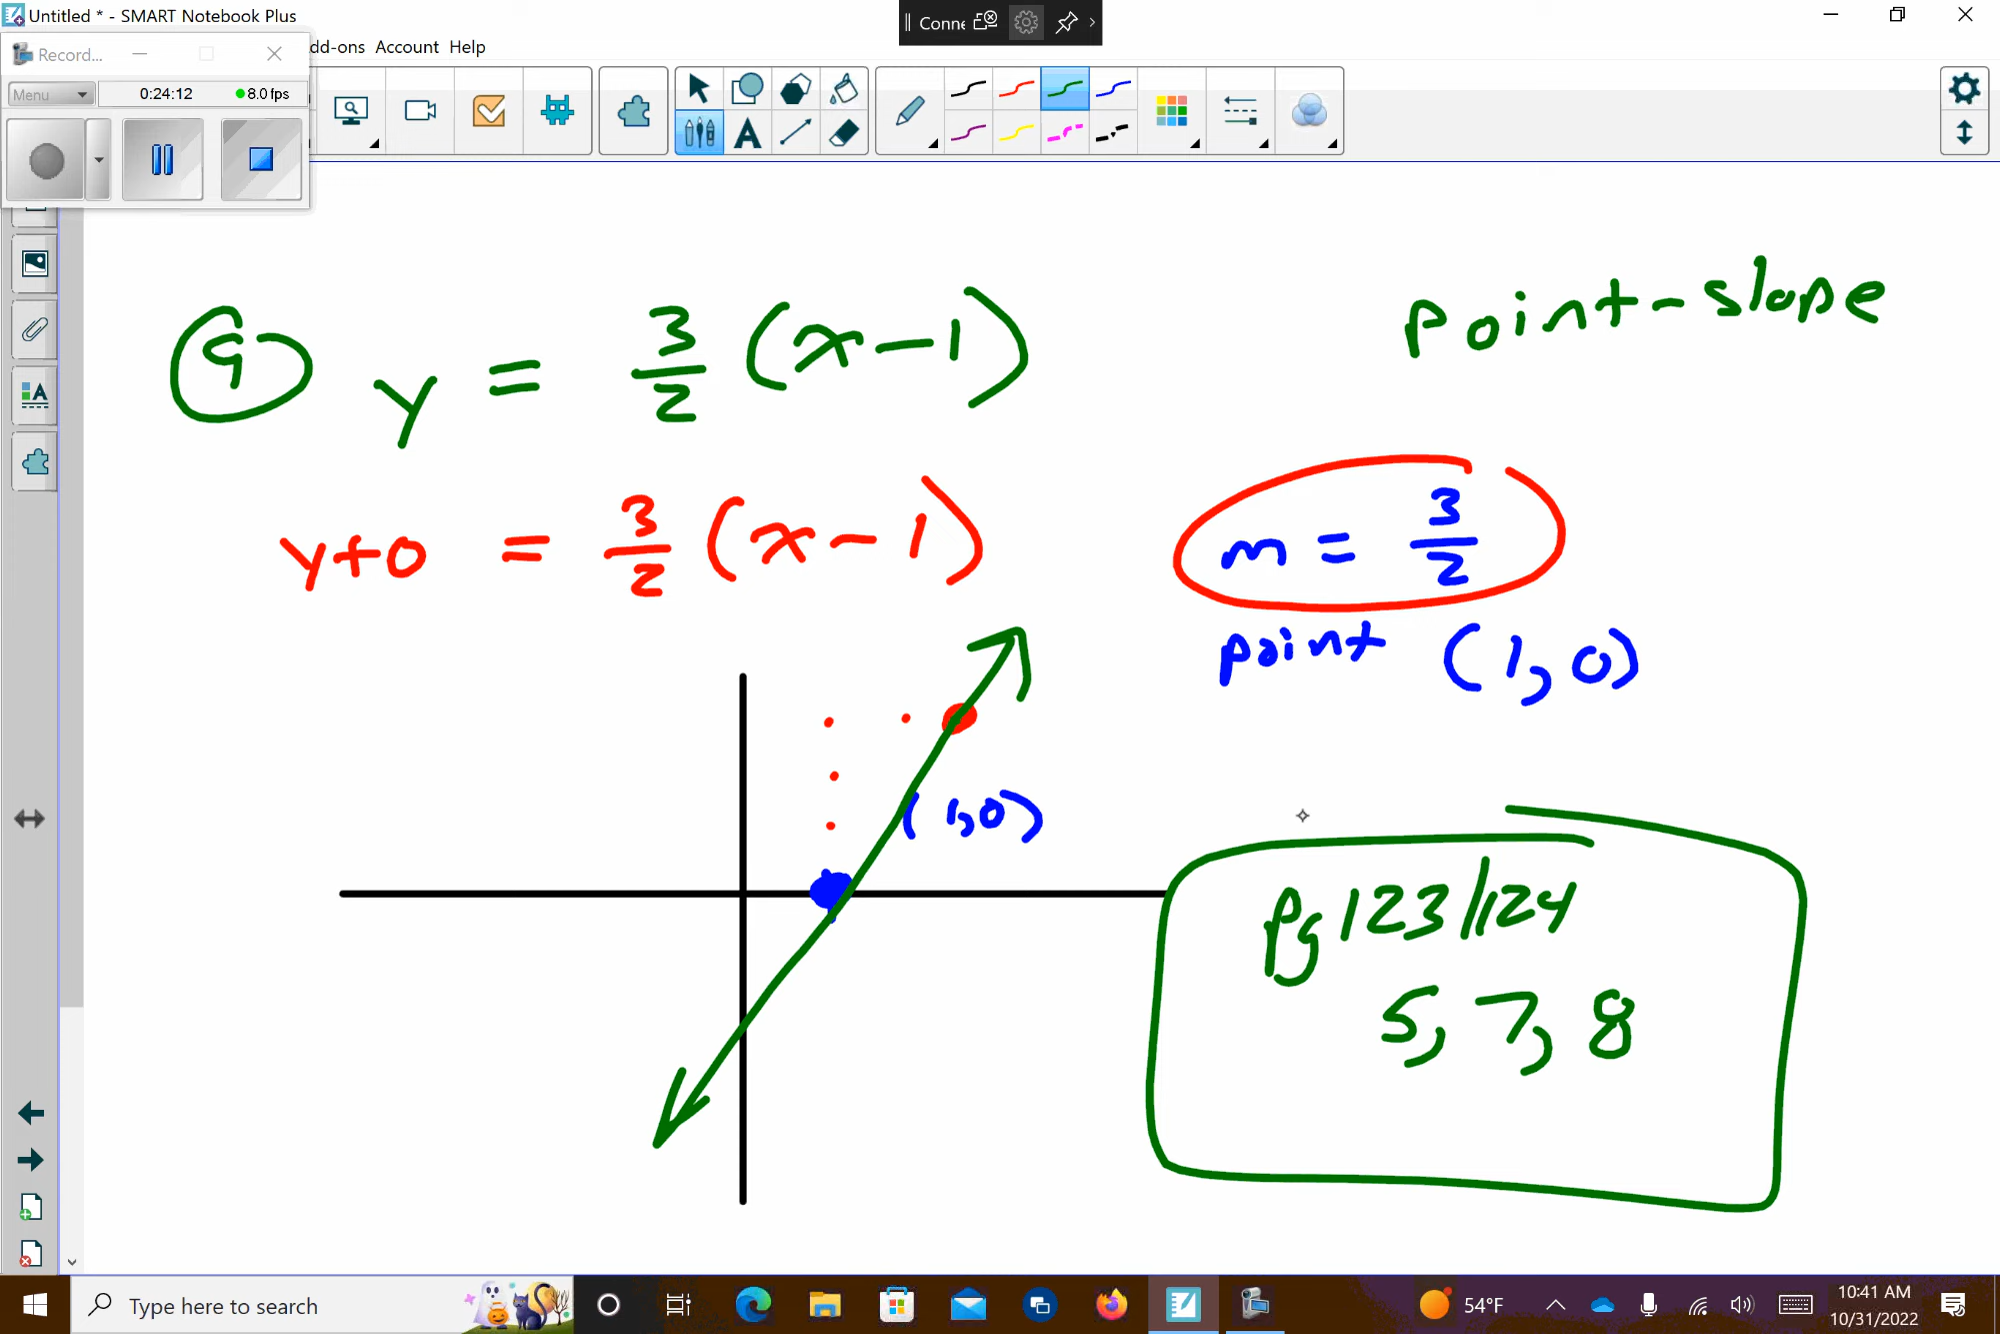 Untitled * - SMART Notebook Plus
Conne
Record...
dd-ons Account Help
Menu 0:24:12 8.0 fps
A
A
9 y = 3/2 (x-1)
point-slope
y+0 = 3/2 (x-1)
m = 3/2
point (1,0)
(1,0)
pg 123/124
5, 7, 8
Type here to search
54°F
10:41 AM
10/31/2022